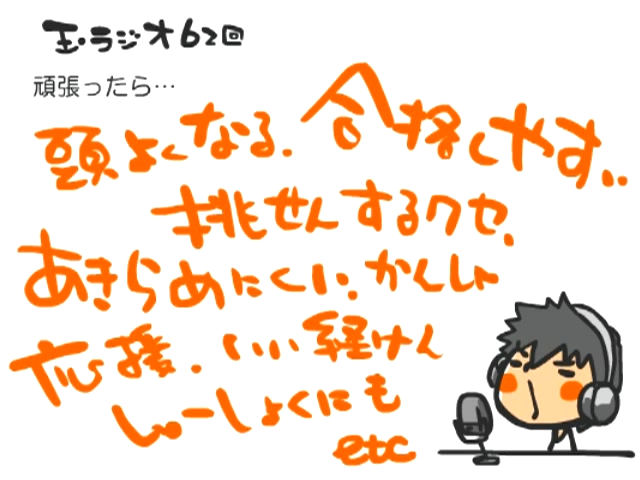 玉・ラジオ62回
頑張ったら…
頭よくなる、合格しやす、、
挑せんするクセ、
あきらめにくい、かんしゃ
応援、いい経けん
しゅーしょくにも
etc